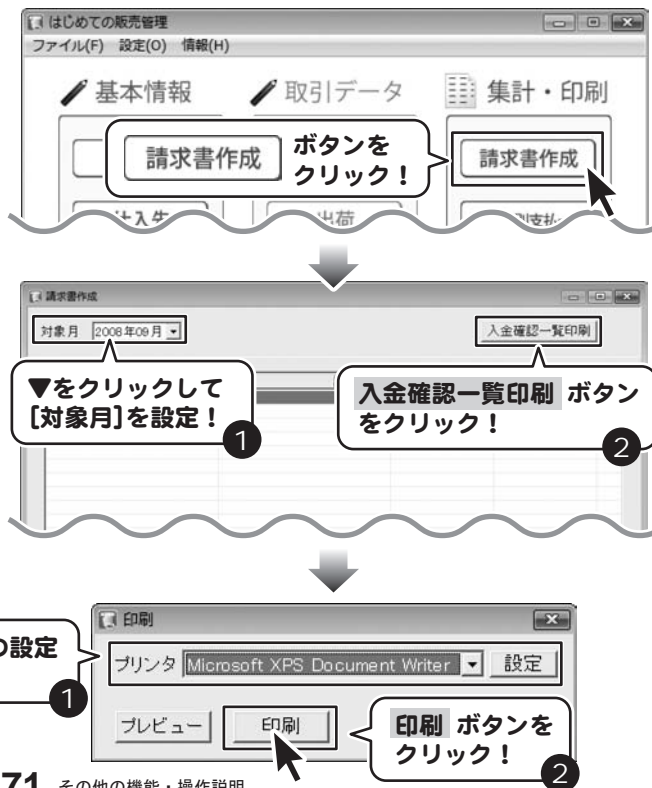 はじめての販売管理
ファイル(F) 設定(O) 情報(H)
基本情報 取引データ 集計・印刷
請求書作成 ボタンを
クリック！
請求書作成
出荷
請求書作成
対象月 2008年09月
入金確認一覧印刷
▼をクリックして
[対象月]を設定！
1
入金確認一覧印刷 ボタン
をクリック！
2
印刷
の設定
1
プリンタ Microsoft XPS Document Writer 設定
プレビュー 印刷
印刷 ボタンを
クリック！
2
71 その他の機能・操作説明